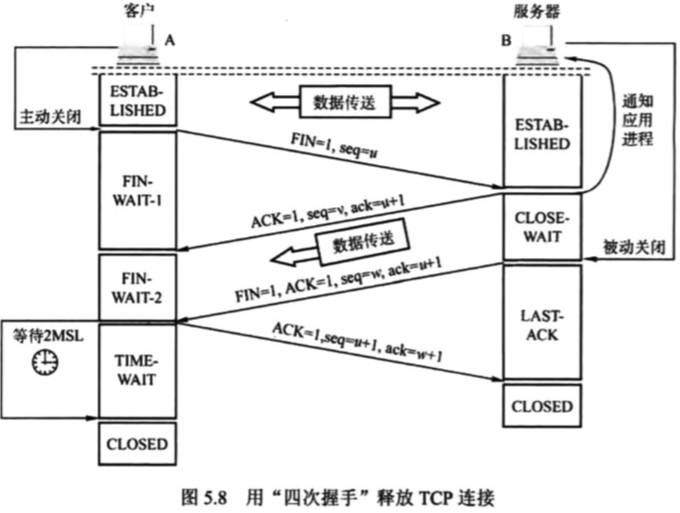 客户
服务器
A
B
ESTAB-
LISHED
数据传送
主动关闭
通知
应用
进程
ESTAB-
LISHED
FIN=1, seq=u
FIN-
WAIT-1
ACK=1, seq=v, ack=u+1
CLOSE-
WAIT
数据传送
被动关闭
FIN-
WAIT-2
FIN=1, ACK=1, seq=w, ack=u+1
LAST-
ACK
等待2MSL
ACK=1,seq=u+1, ack=w+1
TIME-
WAIT
CLOSED
CLOSED
图 5.8 用“四次握手”释放 TCP 连接